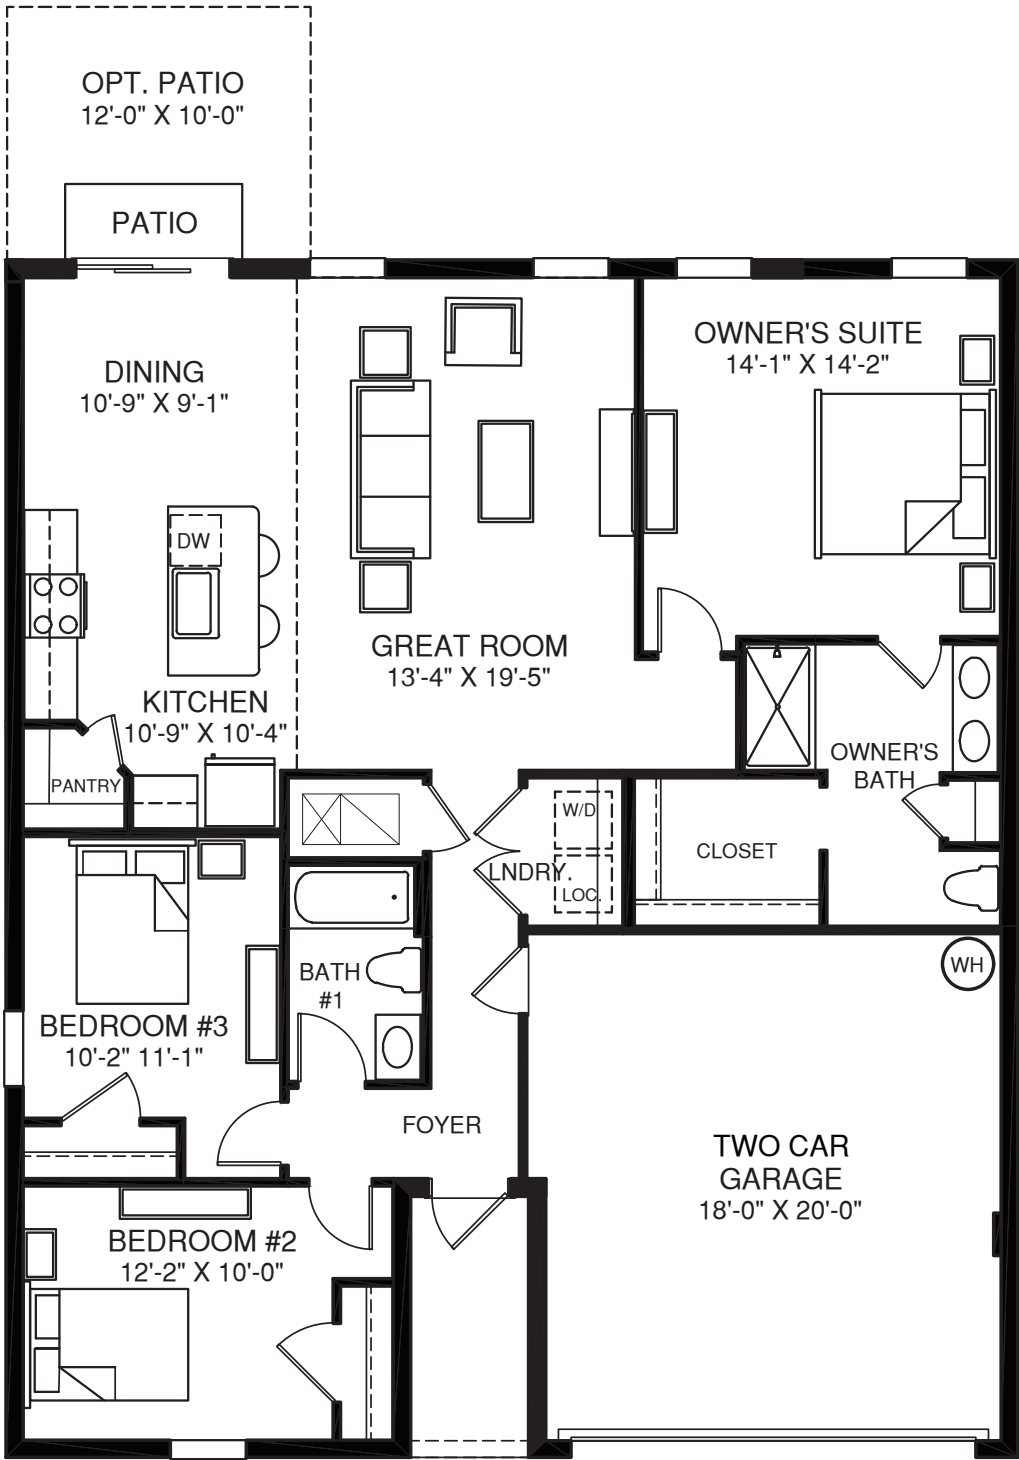 OPT. PATIO
12'-0" X 10'-0"
PATIO
DINING
10'-9" X 9'-1"
OWNER'S SUITE
14'-1" X 14'-2"
DW
GREAT ROOM
13'-4" X 19'-5"
KITCHEN
10'-9" X 10'-4"
PANTRY
OWNER'S
BATH
W/D
CLOSET
LNDRY.
LOC.
BATH
#1
WH
BEDROOM #3
10'-2" 11'-1"
FOYER
TWO CAR
GARAGE
18'-0" X 20'-0"
BEDROOM #2
12'-2" X 10'-0"